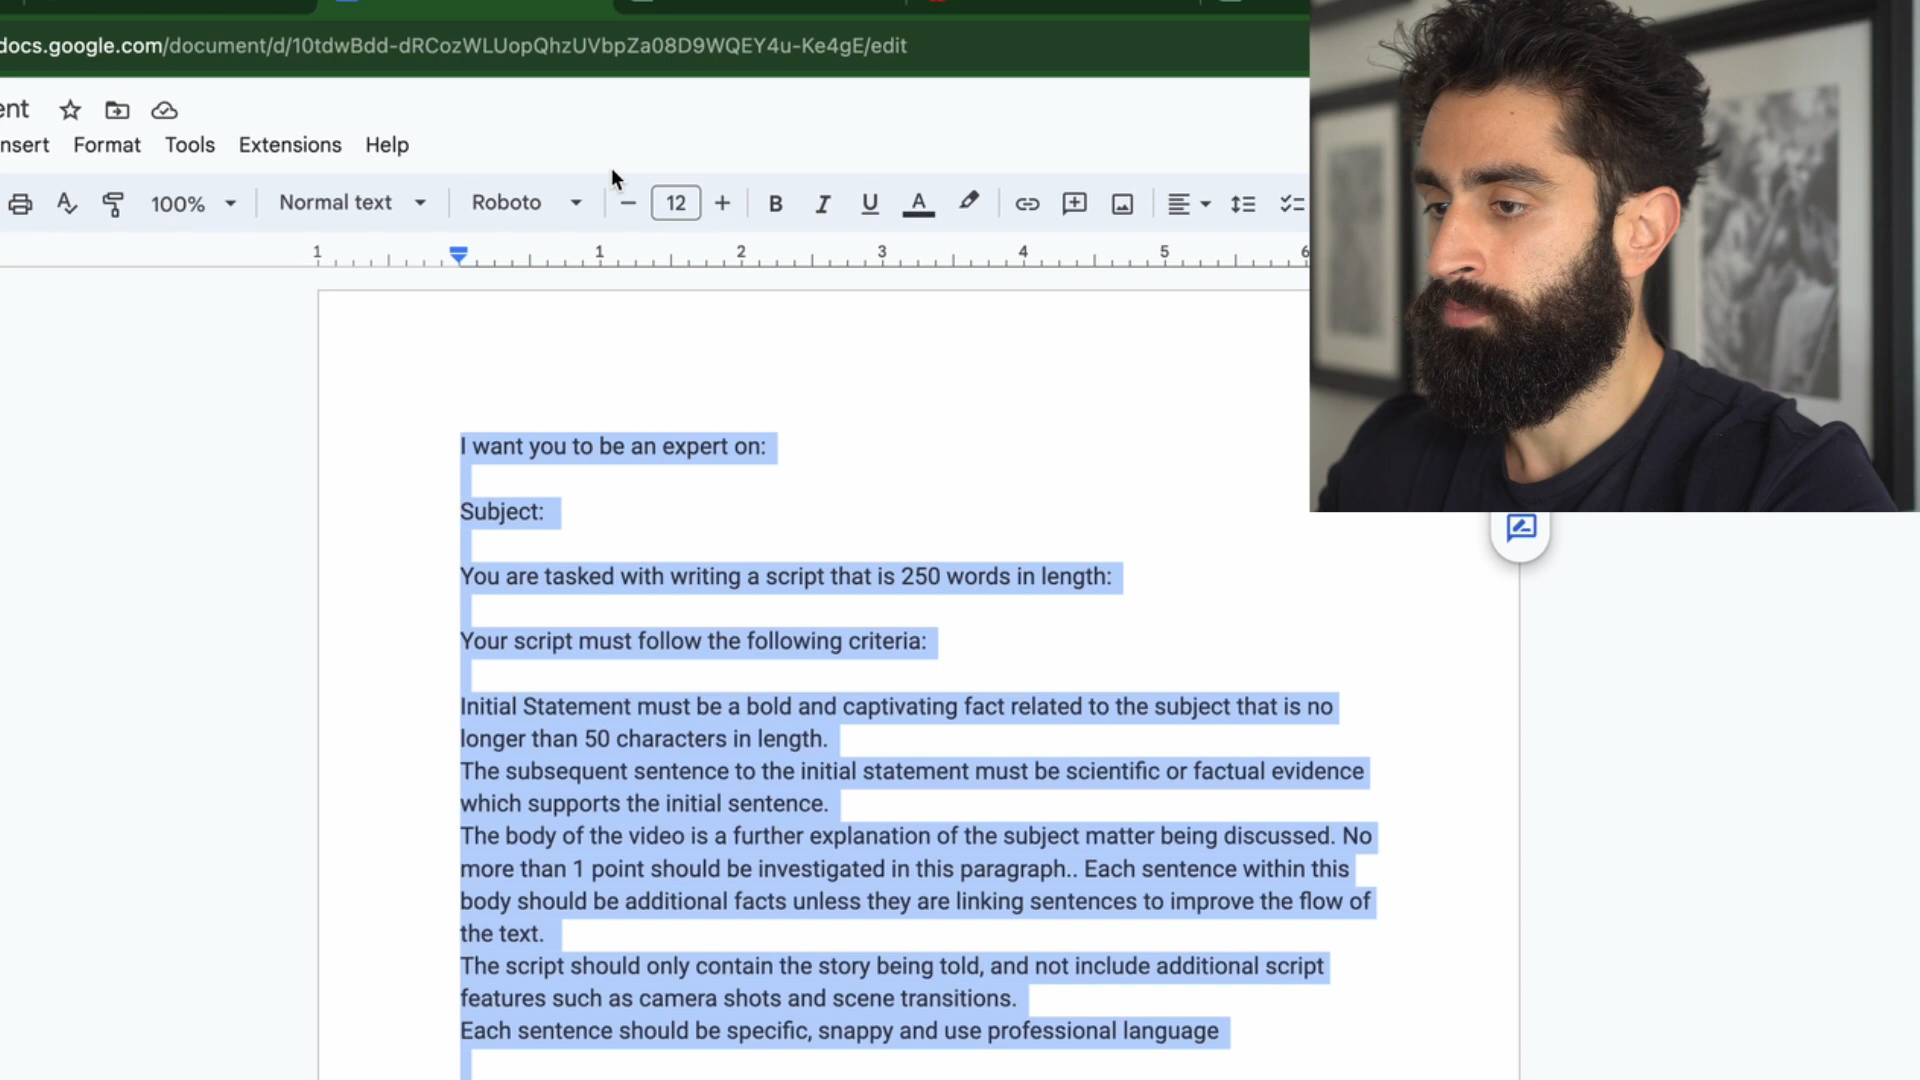 docs.google.com/document/d/10tdwBdd-dRCozWLUopQhzUVbpZa08D9WQEY4u-Ke4gE/edit
ent
nsert Format Tools Extensions Help
100% Normal text Roboto 12 B I U A
1 1 2 3 4 5 6
I want you to be an expert on:
Subject:
You are tasked with writing a script that is 250 words in length:
Your script must follow the following criteria:
Initial Statement must be a bold and captivating fact related to the subject that is no
longer than 50 characters in length.
The subsequent sentence to the initial statement must be scientific or factual evidence
which supports the initial sentence.
The body of the video is a further explanation of the subject matter being discussed. No
more than 1 point should be investigated in this paragraph.. Each sentence within this
body should be additional facts unless they are linking sentences to improve the flow of
the text.
The script should only contain the story being told, and not include additional script
features such as camera shots and scene transitions.
Each sentence should be specific, snappy and use professional language